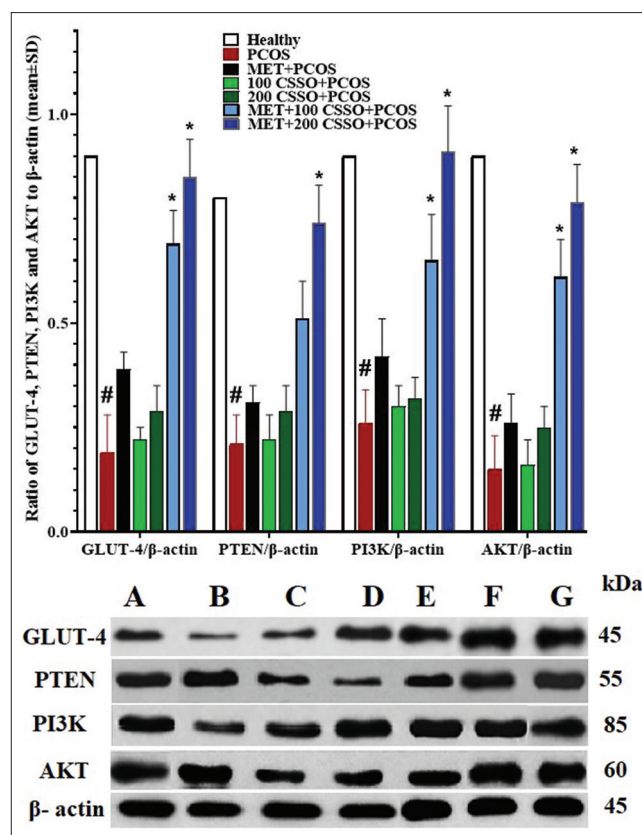 Ratio of GLUT-4, PTEN, PI3K and AKT to β-actin (mean±SD)
1.0
0.5
0.0
Healthy
PCOS
MET+PCOS
100 CSSO+PCOS
200 CSSO+PCOS
MET+100 CSSO+PCOS
MET+200 CSSO+PCOS
* * * * * * *
# # # #
GLUT-4/β-actin PTEN/β-actin PI3K/β-actin AKT/β-actin
A B C D E F G kDa
GLUT-4 45
PTEN 55
PI3K 85
AKT 60
β- actin 45